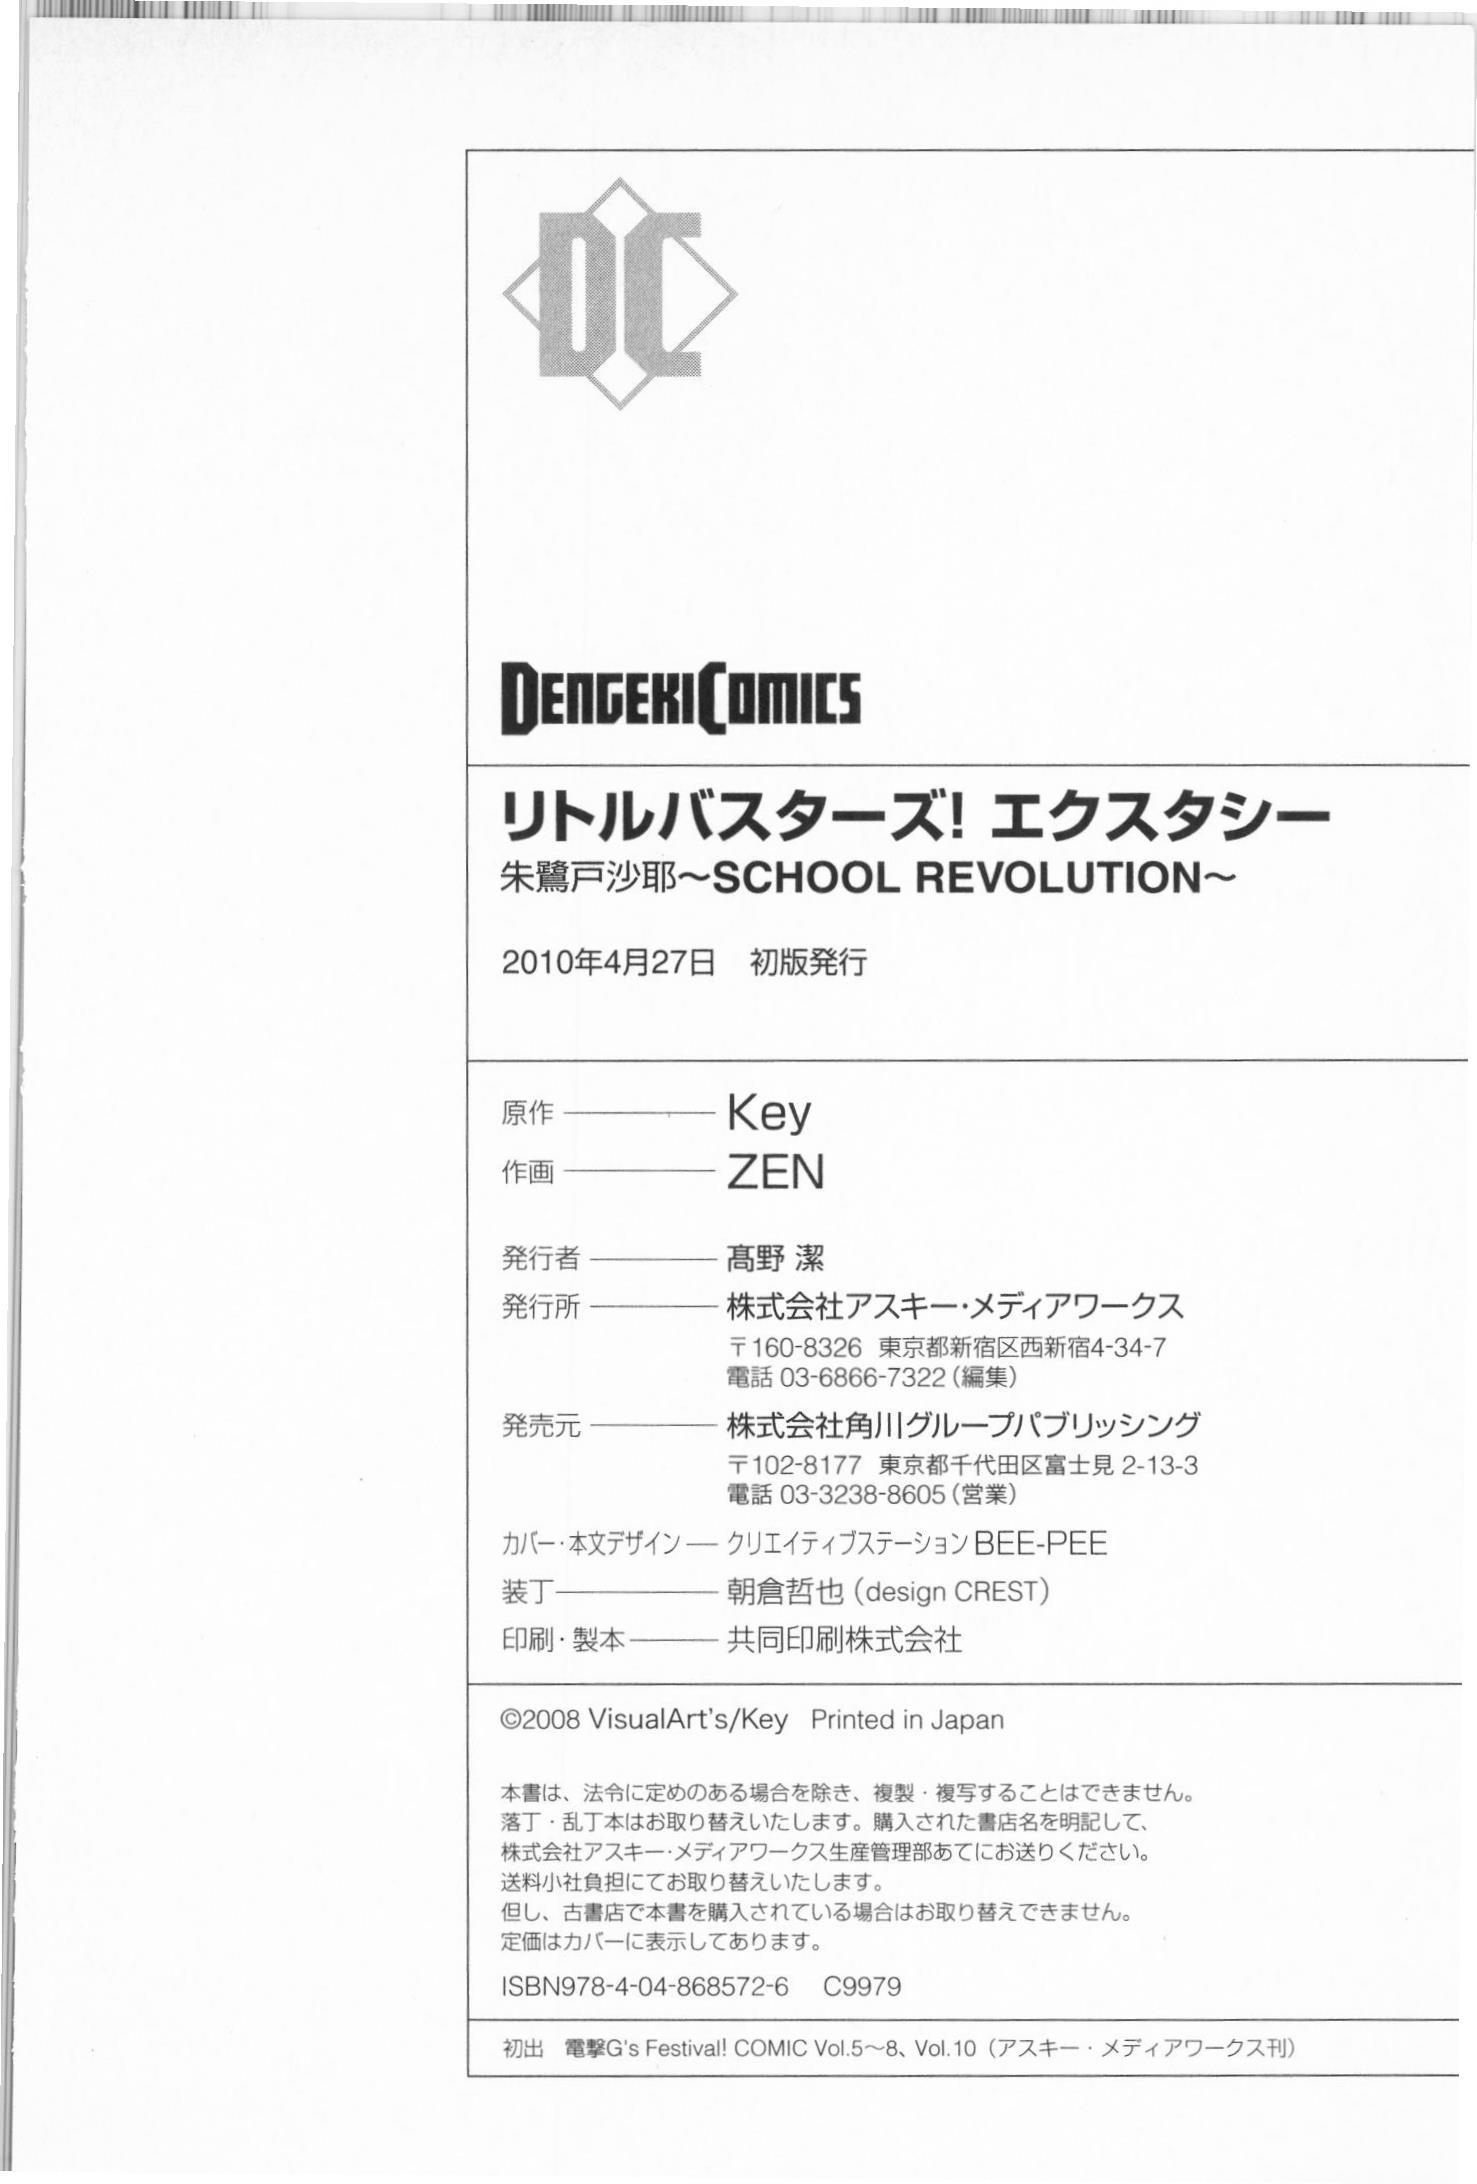 DC
DENGEKI COMICS
リトルバスターズ! エクスタシー
朱鷺戸沙耶～SCHOOL REVOLUTION～
2010年4月27日　初版発行
原作 ── Key
作画 ── ZEN
発行者 ── 髙野 潔
発行所 ── 株式会社アスキー・メディアワークス
〒160-8326 東京都新宿区西新宿4-34-7
電話 03-6866-7322（編集）
発売元 ── 株式会社角川グループパブリッシング
〒102-8177 東京都千代田区富士見 2-13-3
電話 03-3238-8605（営業）
カバー・本文デザイン ── クリエイティブステーション BEE-PEE
装丁 ── 朝倉哲也（design CREST）
印刷・製本 ── 共同印刷株式会社
©2008 VisualArt's/Key Printed in Japan
本書は、法令に定めのある場合を除き、複製・複写することはできません。
落丁・乱丁本はお取り替えいたします。購入された書店名を明記して、
株式会社アスキー・メディアワークス生産管理部あてにお送りください。
送料小社負担にてお取り替えいたします。
但し、古書店で本書を購入されている場合はお取り替えできません。
定価はカバーに表示してあります。
ISBN978-4-04-868572-6 C9979
初出　電撃G's Festival! COMIC Vol.5～8、Vol.10（アスキー・メディアワークス刊）